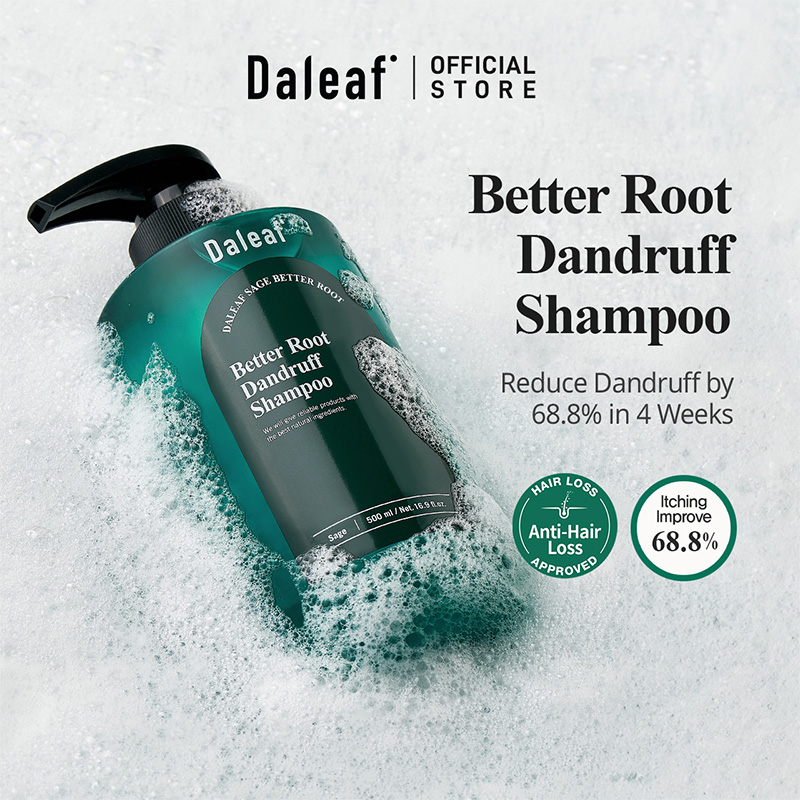 Daleaf
OFFICIAL
STORE
Better Root
Dandruff
Shampoo
Reduce Dandruff by
68.8% in 4 Weeks
HAIR LOSS
Anti-Hair
Loss
APPROVED
Itching
Improve
68.8%
Daleaf
DALEAF SAGE BETTER ROOT
Better Root
Dandruff
Shampoo
We will give reliable products with
the best natural ingredients.
Sage | 500 ml / Net.16.9 fl.oz.